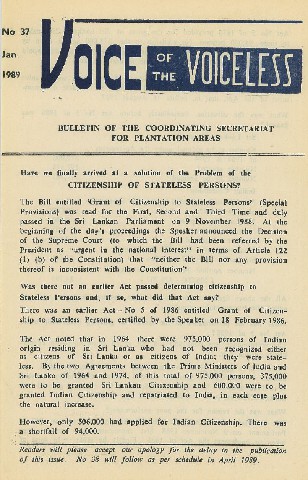 No 37
Jan
1989
VOICE OF THE VOICELESS
BULLETIN OF THE COORDINATING SECRETARIAT
FOR PLANTATION AREAS
Have we finally arrived at a solution of the Problem of the
CITIZENSHIP OF STATELESS PERSONS?
The Bill entitled 'Grant of Citizenship to Stateless Persons' (Special
Provisions) was read for the First, Second and Third Time and duly
passed in the Sri Lankan Parliament on 9 November 1988. At the
beginning of the day's proceedings the Speaker announced the Decision
of the Supreme Court (to which the Bill had been referred by the
President as "urgent in the national interest" in terms of Article 122
(1) (b) of the Constitution) that "neither the Bill nor any provision
thereof is inconsistent with the Constitution"
Was there not an earlier Act passed determining citizenship to
Stateless Persons and, if so, what did that Act say?
There was an earlier Act - No 5 of 1986 entitled Grant of Citizen-
ship to Stateless Persons, certified by the Speaker on 18 February 1986.
The Act noted that in 1964 there were 975,000 persons of Indian
origin residing in Sri Lanka who had not been recognized either
as citizens of Sri Lanka or as citizens of India; they were state-
less. By the two Agreements between the Prime Ministers of India and
Sri Lanka of 1964 and 1974, of this total of 975,000 persons, 375,000
were to be granted Sri Lankan Citizenship and 600,000 were to be
granted Indian Citizenship and repatriated to India, in each case plus
the natural increase.
However, only 506,000 had applied for Indian Citizenship. There was
a shortfall of 94,000.
Readers will please accept our apology for the delay in the publication
of this issue. No 38 will follow as per schedule in April 1989.